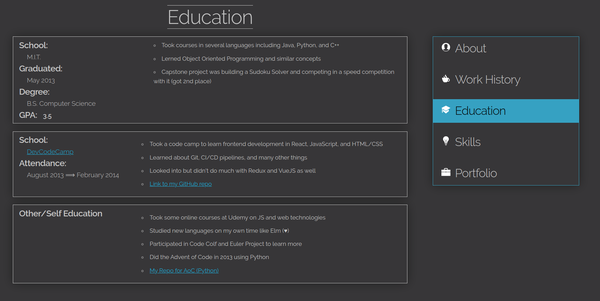 Education
School:
M.I.T.
Graduated:
May 2013
Degree:
B.S. Computer Science
GPA: 3.5
Took courses in several languages including Java, Python, and C++
Lerned Object Oriented Programming and similar concepts
Capstone project was building a Sudoku Solver and competing in a speed competition
with it (got 2nd place)
School:
DevCodeCamp
Attendance:
August 2013 ⟹ February 2014
Took a code camp to learn frontend development in React, JavaScript, and HTML/CSS
Learned about Git, CI/CD pipelines, and many other things
Looked into but didn't do much with Redux and VueJS as well
Link to my GitHub repo
Other/Self Education
Took some online courses at Udemy on JS and web technologies
Studied new languages on my own time like Elm (♥)
Participated in Code Golf and Euler Project to learn more
Did the Advent of Code in 2013 using Python
My Repo for AoC (Python)
About
Work History
Education
Skills
Portfolio